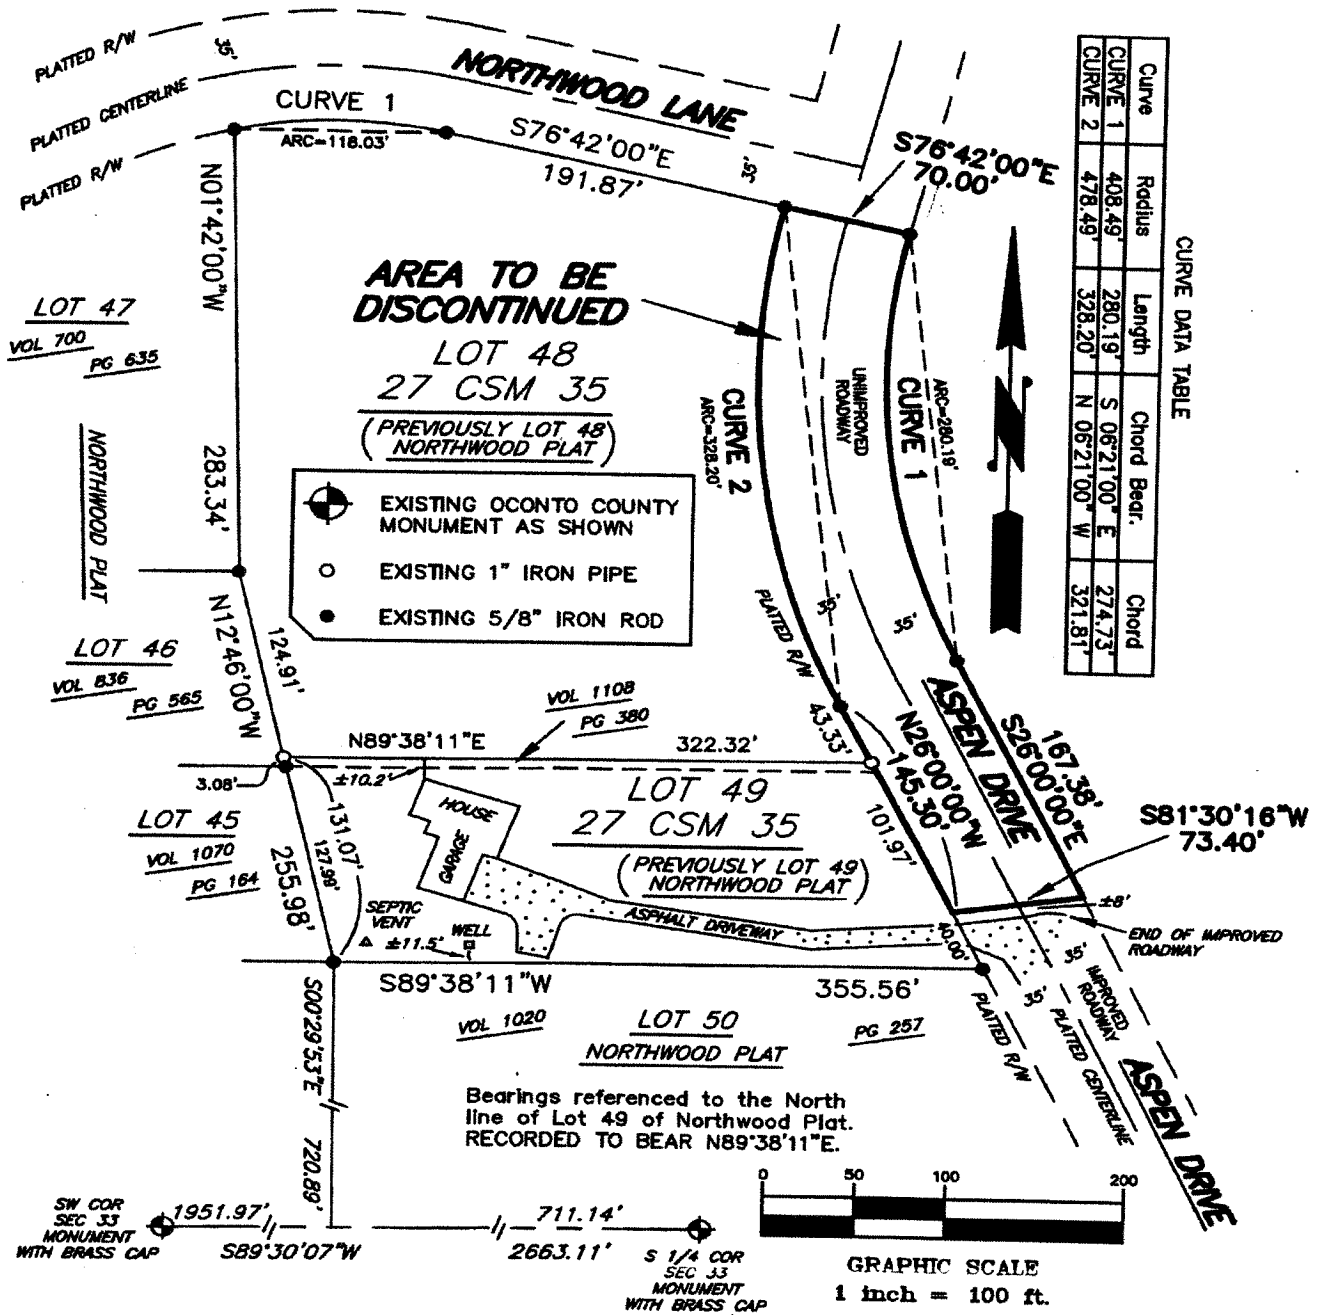 PLATTED R/W
35'
PLATTED CENTERLINE
CURVE 1
ARC=118.03'
PLATTED R/W
NORTHWOOD LANE
S76°42'00"E
191.87'
35'
S76°42'00"E
70.00'
CURVE DATA TABLE
Curve Radius Length Chord Bear. Chord
CURVE 1 408.49' 280.19' S 06°21'00" E 274.73'
CURVE 2 478.49' 328.20' N 06°21'00" W 321.81'
N01°42'00"W
283.34'
LOT 47
VOL 700
PG 635
NORTHWOOD PLAT
AREA TO BE
DISCONTINUED
LOT 48
27 CSM 35
(PREVIOUSLY LOT 48)
NORTHWOOD PLAT
EXISTING OCONTO COUNTY
MONUMENT AS SHOWN
EXISTING 1" IRON PIPE
EXISTING 5/8" IRON ROD
CURVE 2
ARC=328.20'
UNIMPROVED
ROADWAY
CURVE 1
ARC=280.19'
PLATTED R/W
35'
35'
LOT 46
VOL 836
PG 565
N12°46'00"W
124.91'
VOL 1108
PG 380
N89°38'11"E
322.32'
43.33'
N26°00'00"W
145.30'
ASPEN DRIVE
167.38'
S26°00'00"E
S81°30'16"W
73.40'
3.08'
±10.2'
HOUSE
GARAGE
LOT 49
27 CSM 35
(PREVIOUSLY LOT 49)
NORTHWOOD PLAT
101.97'
LOT 45
VOL 1070
PG 164
131.07'
127.99'
255.98'
SEPTIC
VENT
±11.5'
WELL
ASPHALT DRIVEWAY
40.00'
±8'
END OF IMPROVED
ROADWAY
35'
35'
IMPROVED
ROADWAY
S89°38'11"W
355.56'
VOL 1020
LOT 50
PG 257
NORTHWOOD PLAT
PLATTED R/W
PLATTED CENTERLINE
ASPEN DRIVE
S00°29'53"E
720.89'
Bearings referenced to the North
line of Lot 49 of Northwood Plat.
RECORDED TO BEAR N89°38'11"E.
0 50 100 200
GRAPHIC SCALE
1 inch = 100 ft.
SW COR
SEC 33
MONUMENT
WITH BRASS CAP
1951.97'
S89°30'07"W
711.14'
2663.11'
S 1/4 COR
SEC 33
MONUMENT
WITH BRASS CAP